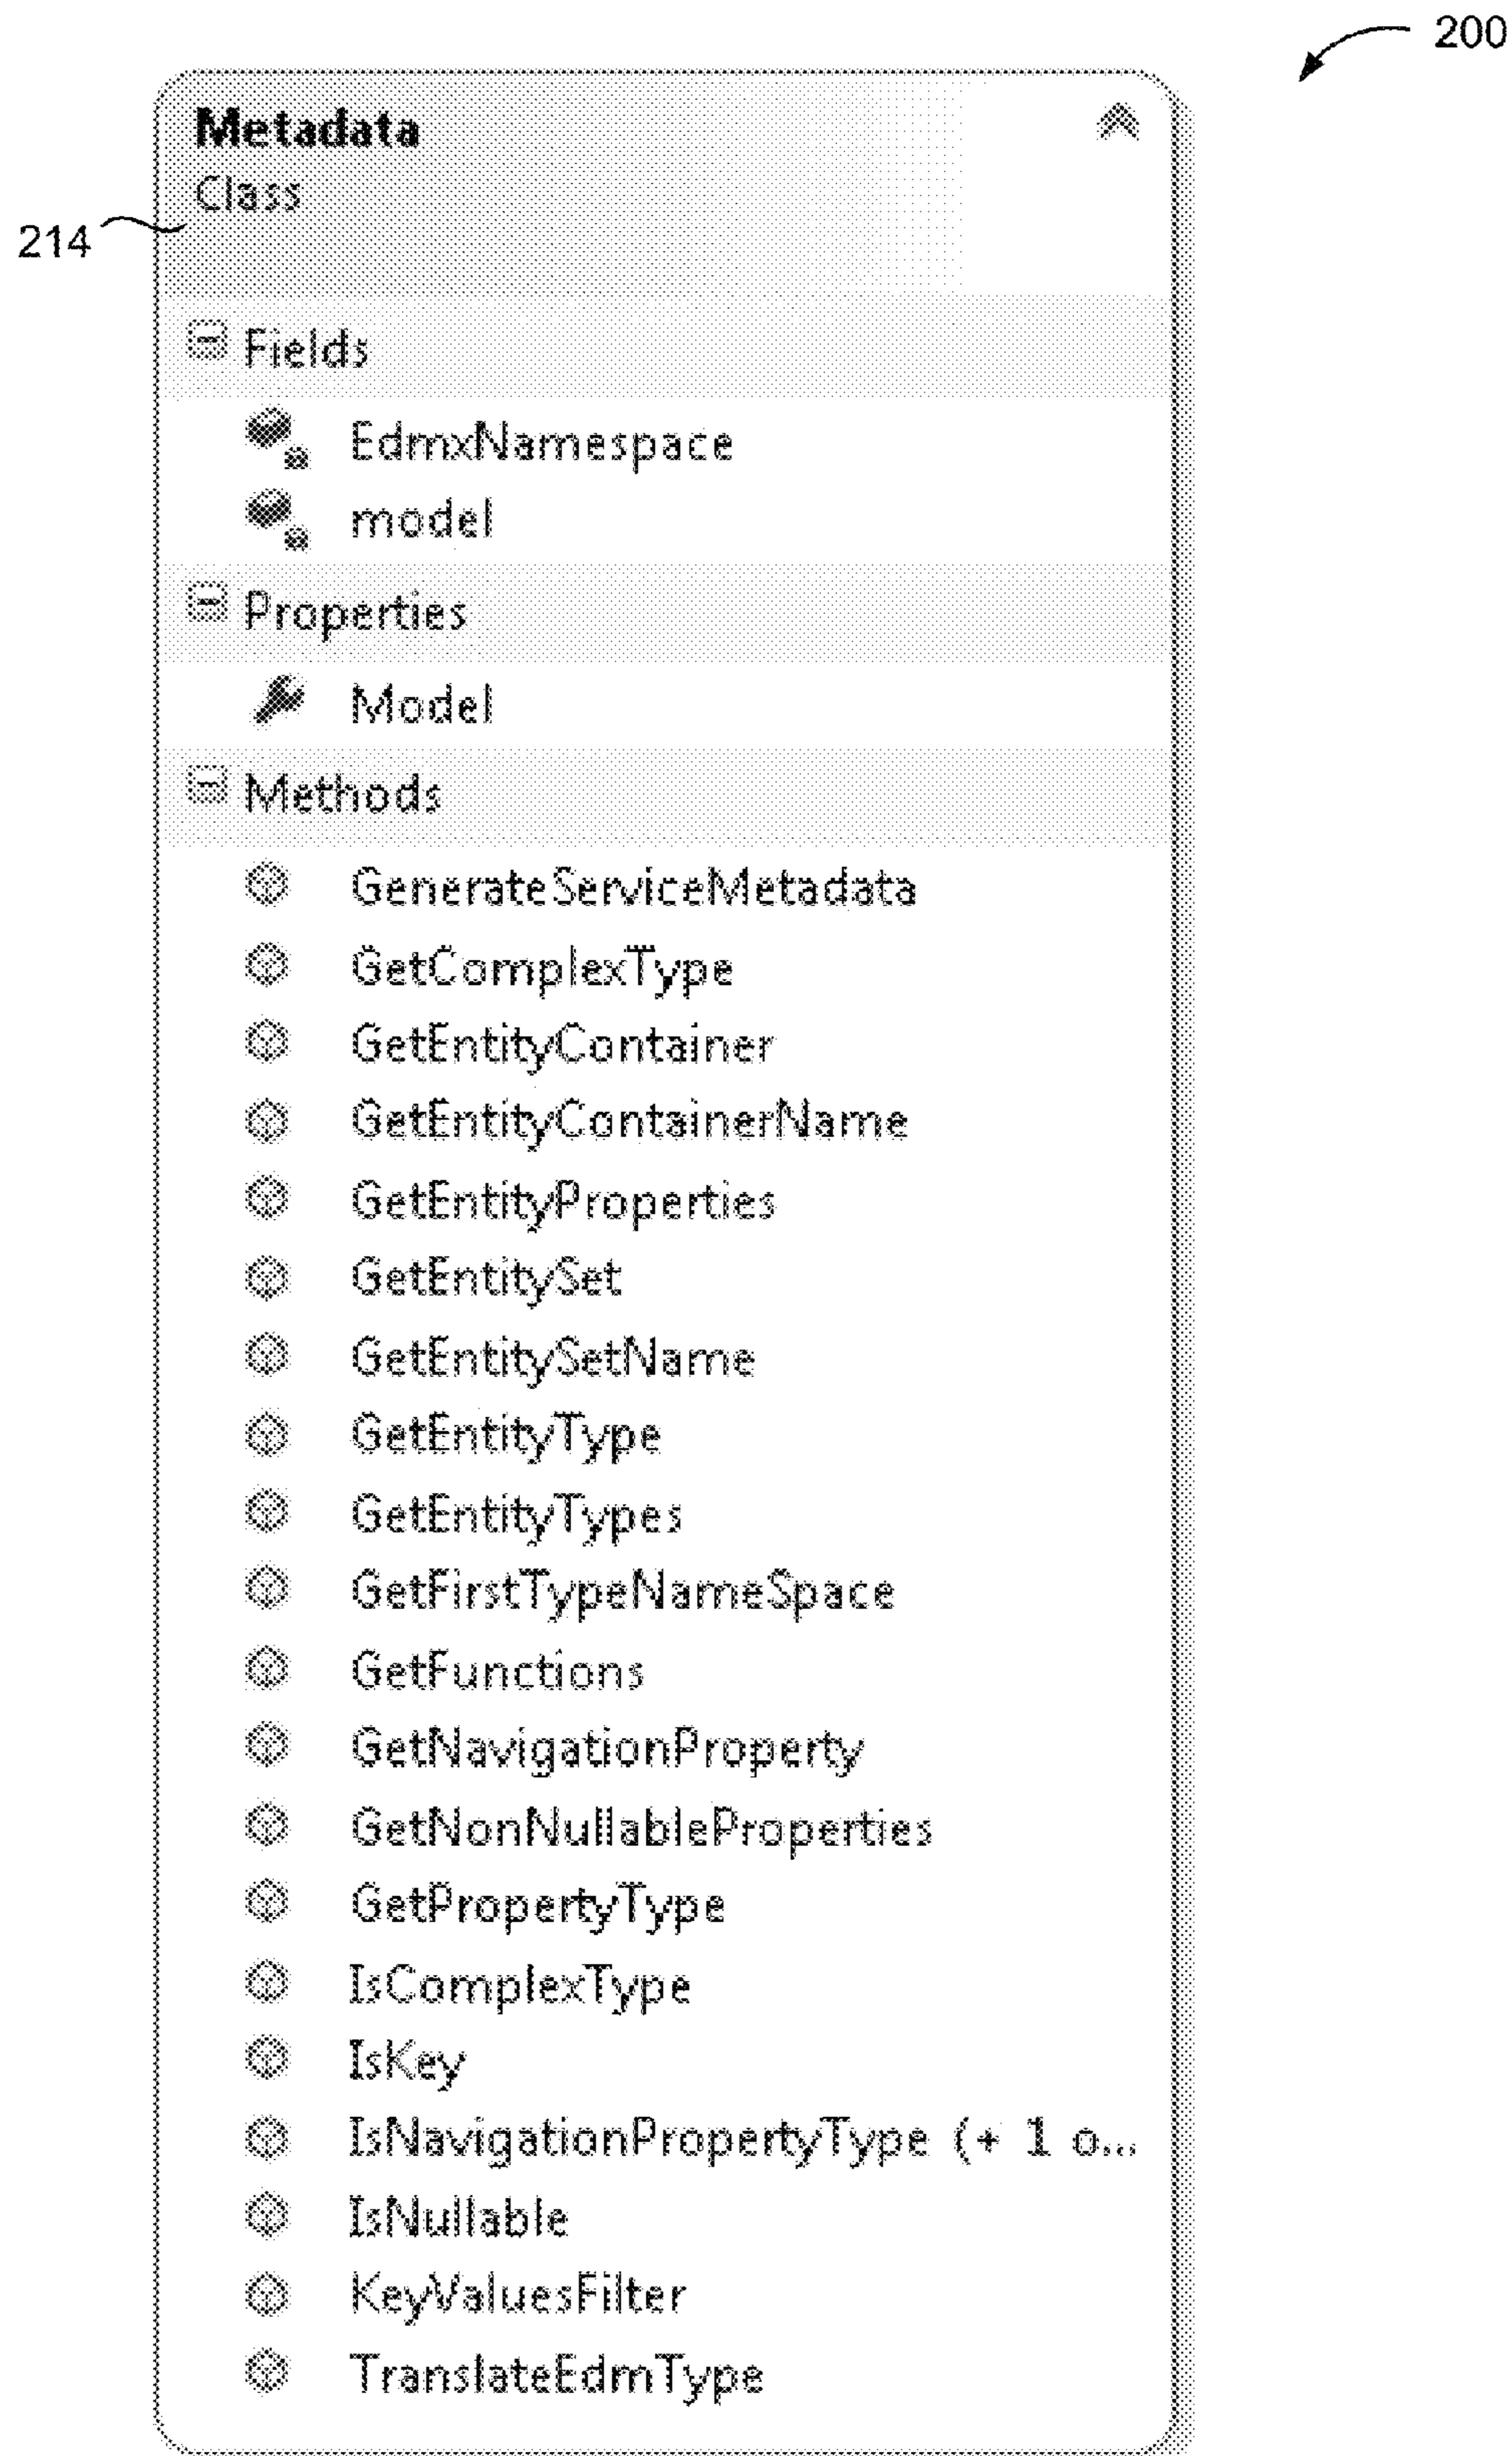 200
Metadata
Class
214
Fields
EdmxNamespace
model
Properties
Model
Methods
GenerateServiceMetadata
GetComplexType
GetEntityContainer
GetEntityContainerName
GetEntityProperties
GetEntitySet
GetEntitySetName
GetEntityType
GetEntityTypes
GetFirstTypeNameSpace
GetFunctions
GetNavigationProperty
GetNonNullableProperties
GetPropertyType
IsComplexType
IsKey
IsNavigationPropertyType (+ 1 o...
IsNullable
KeyValuesFilter
TranslateEdmType